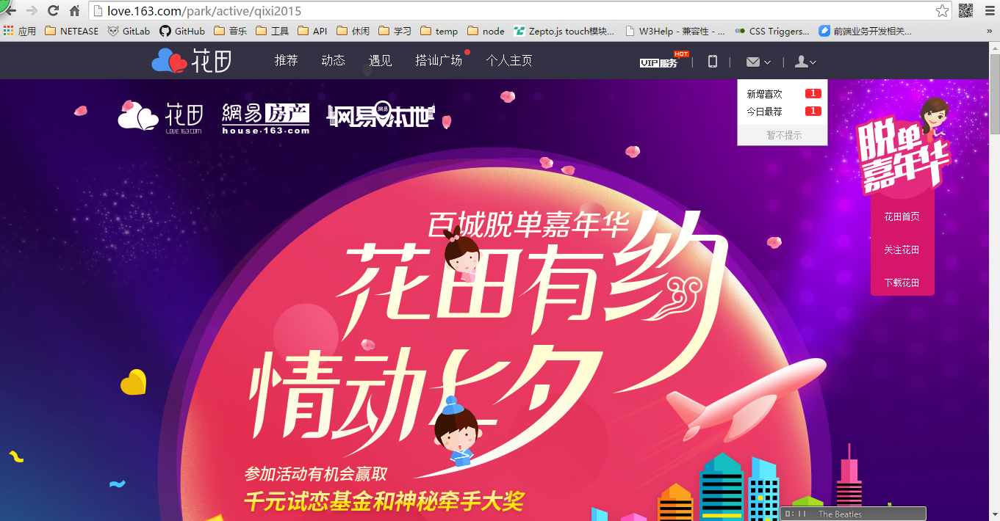 love.163.com/park/active/qixi2015
应用 NETEASE GitLab GitHub 音乐 工具 API 休闲 学习 temp node Zepto.js touch模块... W3Help - 兼容性 - ... CSS Triggers... 前端业务开发相关... »
花田 推荐 动态 遇见 搭讪广场 个人主页 VIP服务 HOT
新增喜欢 1
今日最荐 1
暂不提示
花田 LOVE.163.COM 網易房产 house·163.com 网易本地 網易
脱单
嘉年华
花田首页
关注花田
下载花田
百城脱单嘉年华
花田有约
情动七夕
参加活动有机会赢取
千元试恋基金和神秘牵手大奖
The Beatles